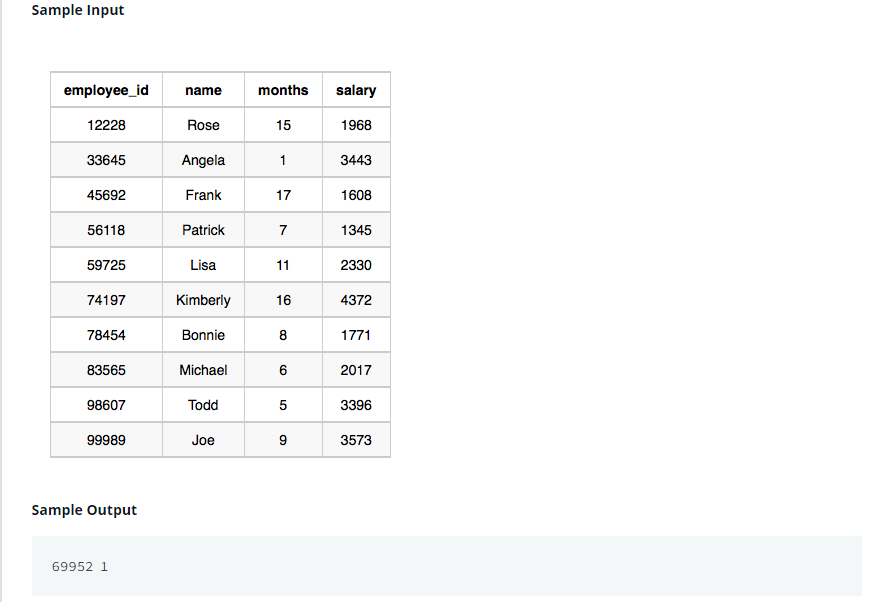 Sample Input
employee_id name months salary
12228 Rose 15 1968
33645 Angela 1 3443
45692 Frank 17 1608
56118 Patrick 7 1345
59725 Lisa 11 2330
74197 Kimberly 16 4372
78454 Bonnie 8 1771
83565 Michael 6 2017
98607 Todd 5 3396
99989 Joe 9 3573
Sample Output
69952 1